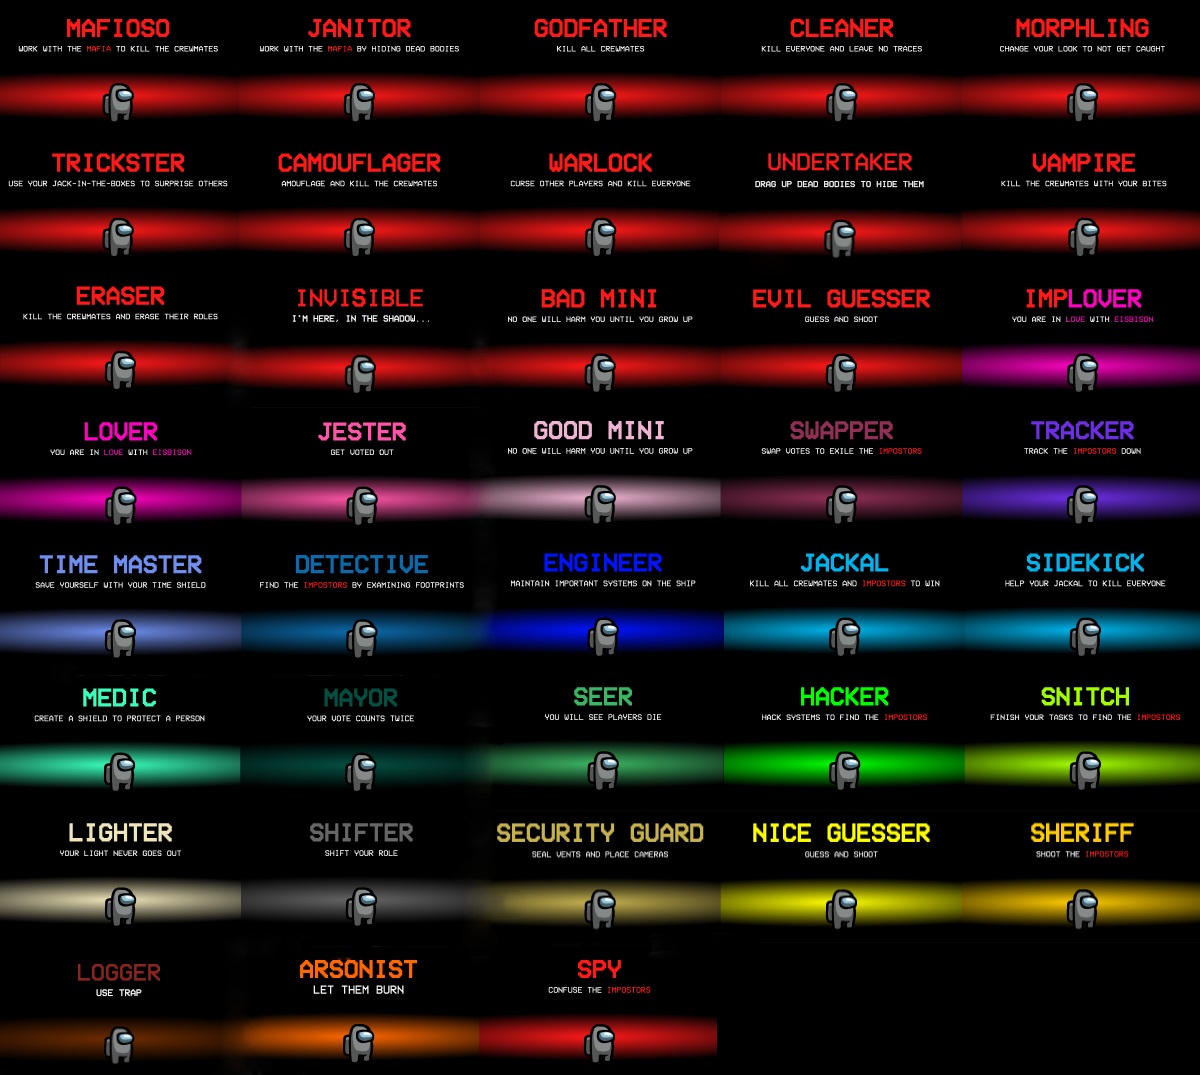 MAFIOSO
WORK WITH THE MAFIA TO KILL THE CREWMATES
JANITOR
WORK WITH THE MAFIA BY HIDING DEAD BODIES
GODFATHER
KILL ALL CREWMATES
CLEANER
KILL EVERYONE AND LEAVE NO TRACES
MORPHLING
CHANGE YOUR LOOK TO NOT GET CAUGHT
TRICKSTER
USE YOUR JACK-IN-THE-BOXES TO SURPRISE OTHERS
CAMOUFLAGER
AMOUFLAGE AND KILL THE CREWMATES
WARLOCK
CURSE OTHER PLAYERS AND KILL EVERYONE
UNDERTAKER
DRAG UP DEAD BODIES TO HIDE THEM
VAMPIRE
KILL THE CREWMATES WITH YOUR BITES
ERASER
KILL THE CREWMATES AND ERASE THEIR ROLES
INVISIBLE
I'M HERE, IN THE SHADOW...
BAD MINI
NO ONE WILL HARM YOU UNTIL YOU GROW UP
EVIL GUESSER
GUESS AND SHOOT
IMPLOVER
YOU ARE IN LOVE WITH EISBISON
LOVER
YOU ARE IN LOVE WITH EISBISON
JESTER
GET VOTED OUT
GOOD MINI
NO ONE WILL HARM YOU UNTIL YOU GROW UP
SWAPPER
SWAP VOTES TO EXILE THE IMPOSTORS
TRACKER
TRACK THE IMPOSTORS DOWN
TIME MASTER
SAVE YOURSELF WITH YOUR TIME SHIELD
DETECTIVE
FIND THE IMPOSTORS BY EXAMINING FOOTPRINTS
ENGINEER
MAINTAIN IMPORTANT SYSTEMS ON THE SHIP
JACKAL
KILL ALL CREWMATES AND IMPOSTORS TO WIN
SIDEKICK
HELP YOUR JACKAL TO KILL EVERYONE
MEDIC
CREATE A SHIELD TO PROTECT A PERSON
MAYOR
YOUR VOTE COUNTS TWICE
SEER
YOU WILL SEE PLAYERS DIE
HACKER
HACK SYSTEMS TO FIND THE IMPOSTORS
SNITCH
FINISH YOUR TASKS TO FIND THE IMPOSTORS
LIGHTER
YOUR LIGHT NEVER GOES OUT
SHIFTER
SHIFT YOUR ROLE
SECURITY GUARD
SEAL VENTS AND PLACE CAMERAS
NICE GUESSER
GUESS AND SHOOT
SHERIFF
SHOOT THE IMPOSTORS
LOGGER
USE TRAP
ARSONIST
LET THEM BURN
SPY
CONFUSE THE IMPOSTORS